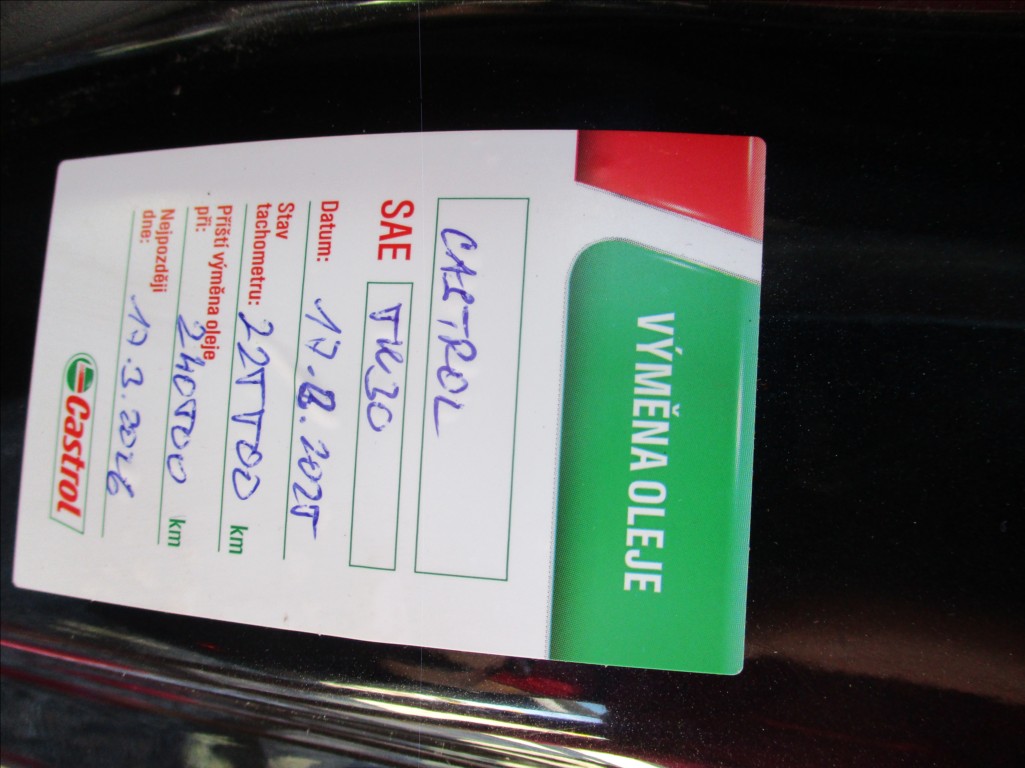 VÝMĚNA OLEJE
CASTROL
SAE 5W30
Datum: 17.8.2025
Stav
tachometru: 225500 km
Příští výměna oleje
při: 240500 km
Nejpozději
dne: 17.3.2026
Castrol